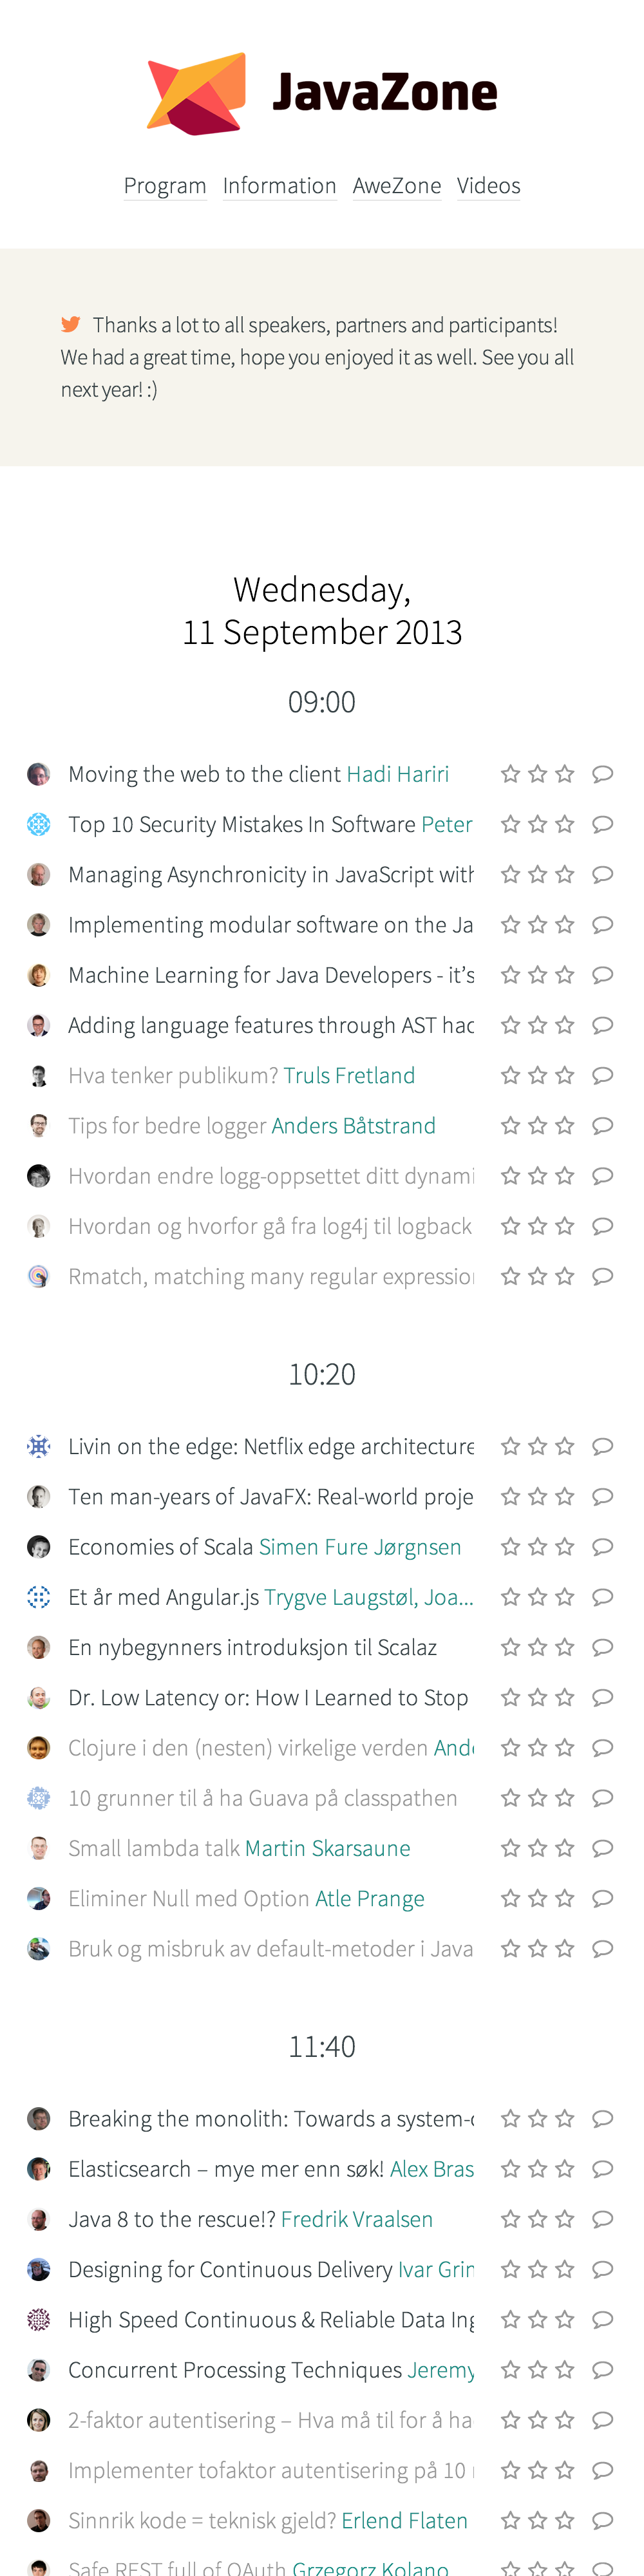 JavaZone
Program Information AweZone Videos
Thanks a lot to all speakers, partners and participants!
We had a great time, hope you enjoyed it as well. See you all
next year! :)
Wednesday,
11 September 2013
09:00
Moving the web to the client Hadi Hariri
Top 10 Security Mistakes In Software Peter
Managing Asynchronicity in JavaScript with
Implementing modular software on the Ja
Machine Learning for Java Developers - it’s
Adding language features through AST hac
Hva tenker publikum? Truls Fretland
Tips for bedre logger Anders Båtstrand
Hvordan endre logg-oppsettet ditt dynami
Hvordan og hvorfor gå fra log4j til logback
Rmatch, matching many regular expression
10:20
Livin on the edge: Netflix edge architecture
Ten man-years of JavaFX: Real-world proje
Economies of Scala Simen Fure Jørgnsen
Et år med Angular.js Trygve Laugstøl, Joa...
En nybegynners introduksjon til Scalaz
Dr. Low Latency or: How I Learned to Stop
Clojure i den (nesten) virkelige verden Ande
10 grunner til å ha Guava på classpathen
Small lambda talk Martin Skarsaune
Eliminer Null med Option Atle Prange
Bruk og misbruk av default-metoder i Java
11:40
Breaking the monolith: Towards a system-o
Elasticsearch – mye mer enn søk! Alex Bras
Java 8 to the rescue!? Fredrik Vraalsen
Designing for Continuous Delivery Ivar Grim
High Speed Continuous & Reliable Data Ing
Concurrent Processing Techniques Jeremy
2-faktor autentisering – Hva må til for å ha
Implementer tofaktor autentisering på 10
Sinnrik kode = teknisk gjeld? Erlend Flaten
Safe REST full of OAuth Grzegorz Kolano